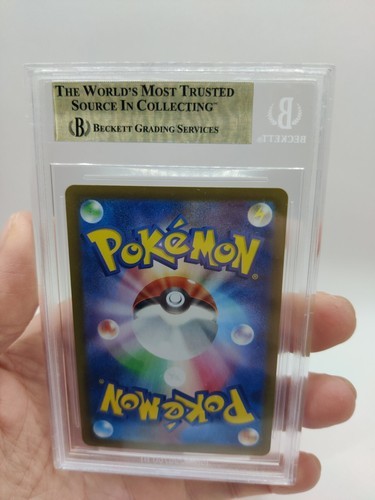 THE WORLD'S MOST TRUSTED
SOURCE IN COLLECTING™
B BECKETT GRADING SERVICES
B
BECKETT
POKéMON
POKéMON